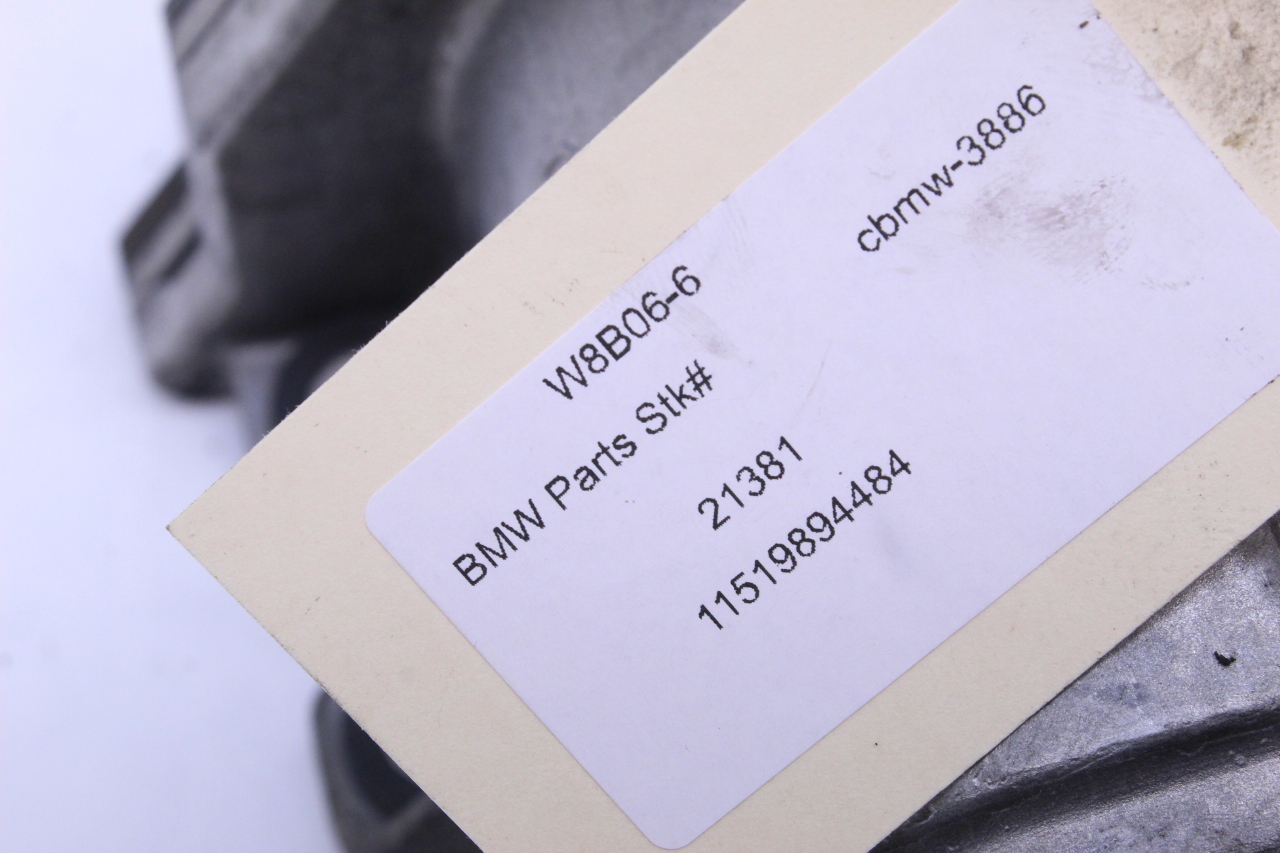 cbmw-3886
W8B06-6
BMW Parts Stk#
21381
11519894484